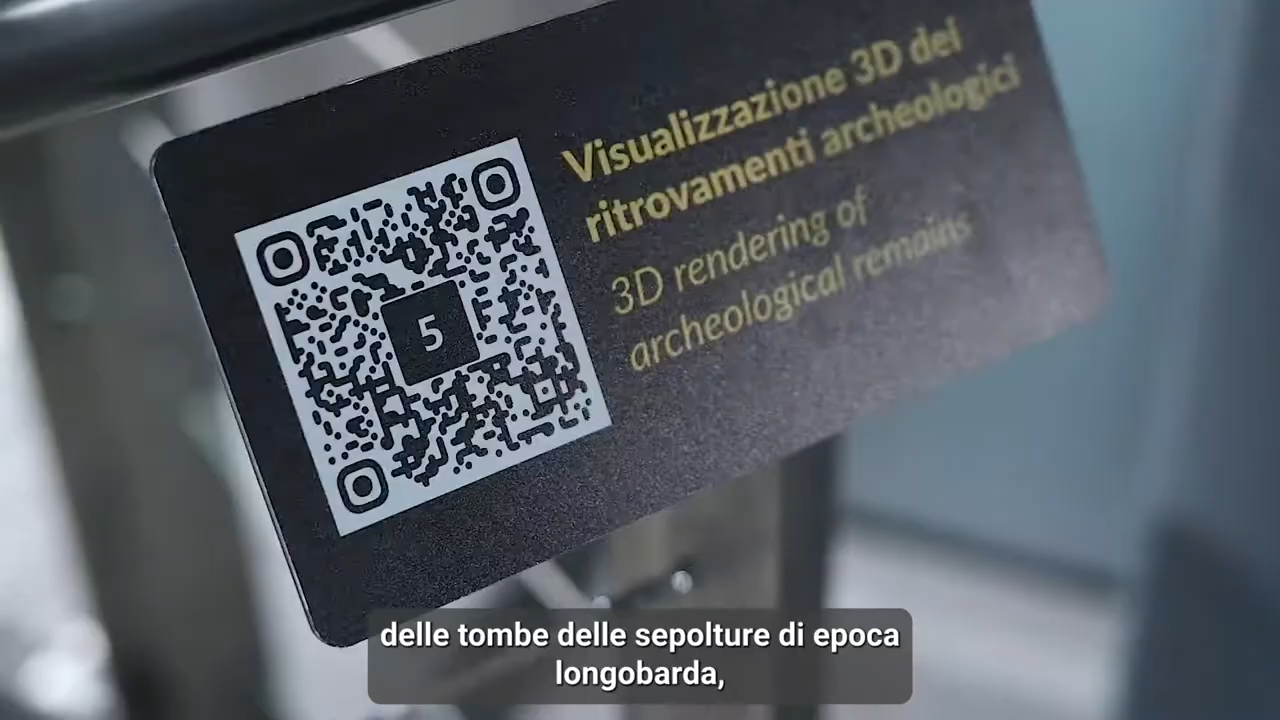 Visualizzazione 3D dei
ritrovamenti archeologici
3D rendering of
archeological remains
5
delle tombe delle sepolture di epoca
longobarda,